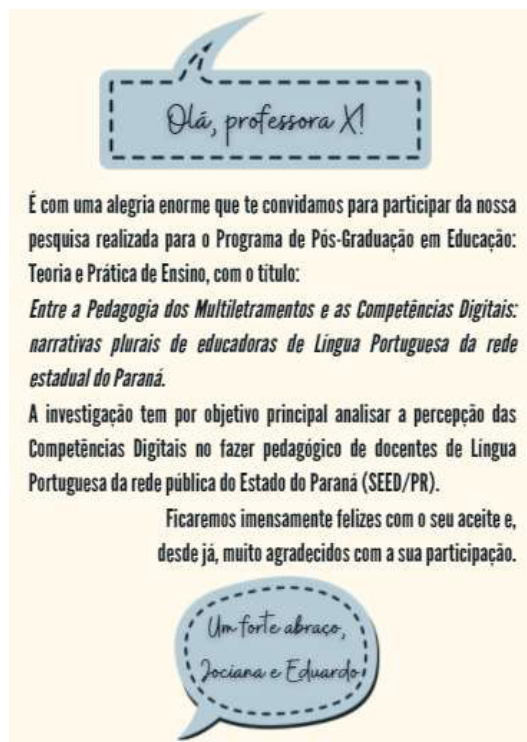 Olá, professora X!
É com uma alegria enorme que te convidamos para participar da nossa
pesquisa realizada para o Programa de Pós-Graduação em Educação:
Teoria e Prática de Ensino, com o título:
Entre a Pedagogia dos Multiletramentos e as Competências Digitais:
narrativas plurais de educadoras de Língua Portuguesa da rede
estadual do Paraná.
A investigação tem por objetivo principal analisar a percepção das
Competências Digitais no fazer pedagógico de docentes de Língua
Portuguesa da rede pública do Estado do Paraná (SEED/PR).
Ficaremos imensamente felizes com o seu aceite e,
desde já, muito agradecidos com a sua participação.
Um forte abraço,
Jociana e Eduardo